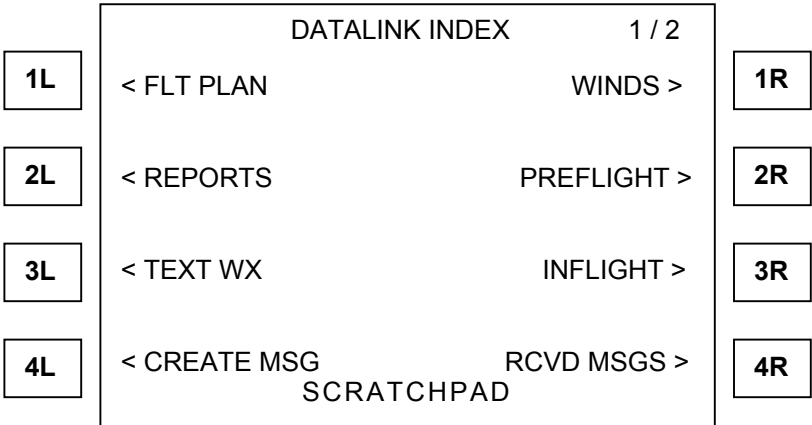 DATALINK INDEX 1 / 2
1L < FLT PLAN WINDS > 1R
2L < REPORTS PREFLIGHT > 2R
3L < TEXT WX INFLIGHT > 3R
4L < CREATE MSG RCVD MSGS > 4R
SCRATCHPAD